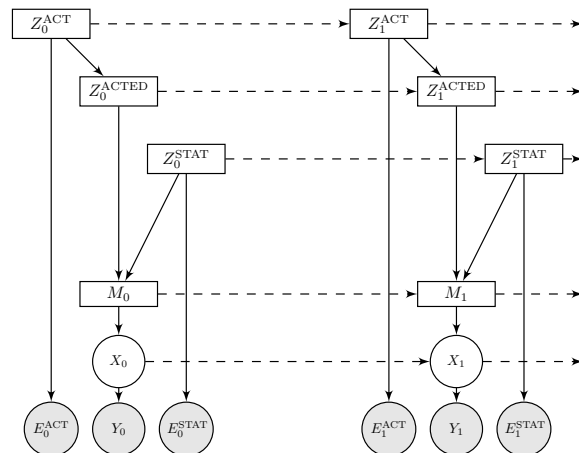 Z_0^ACT Z_1^ACT
Z_0^ACTED Z_1^ACTED
Z_0^STAT Z_1^STAT
M_0 M_1
X_0 X_1
E_0^ACT Y_0 E_0^STAT E_1^ACT Y_1 E_1^STAT